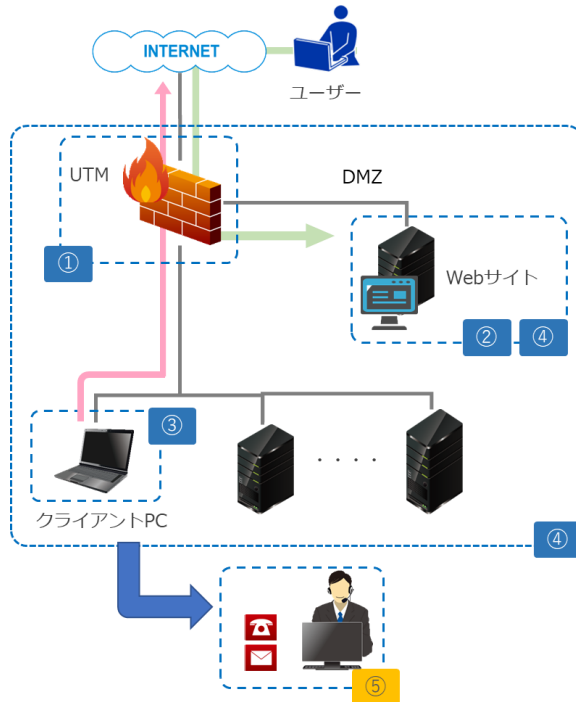 INTERNET
ユーザー
UTM
DMZ
①
Webサイト
② ④
③
・・・・
クライアントPC
④
⑤